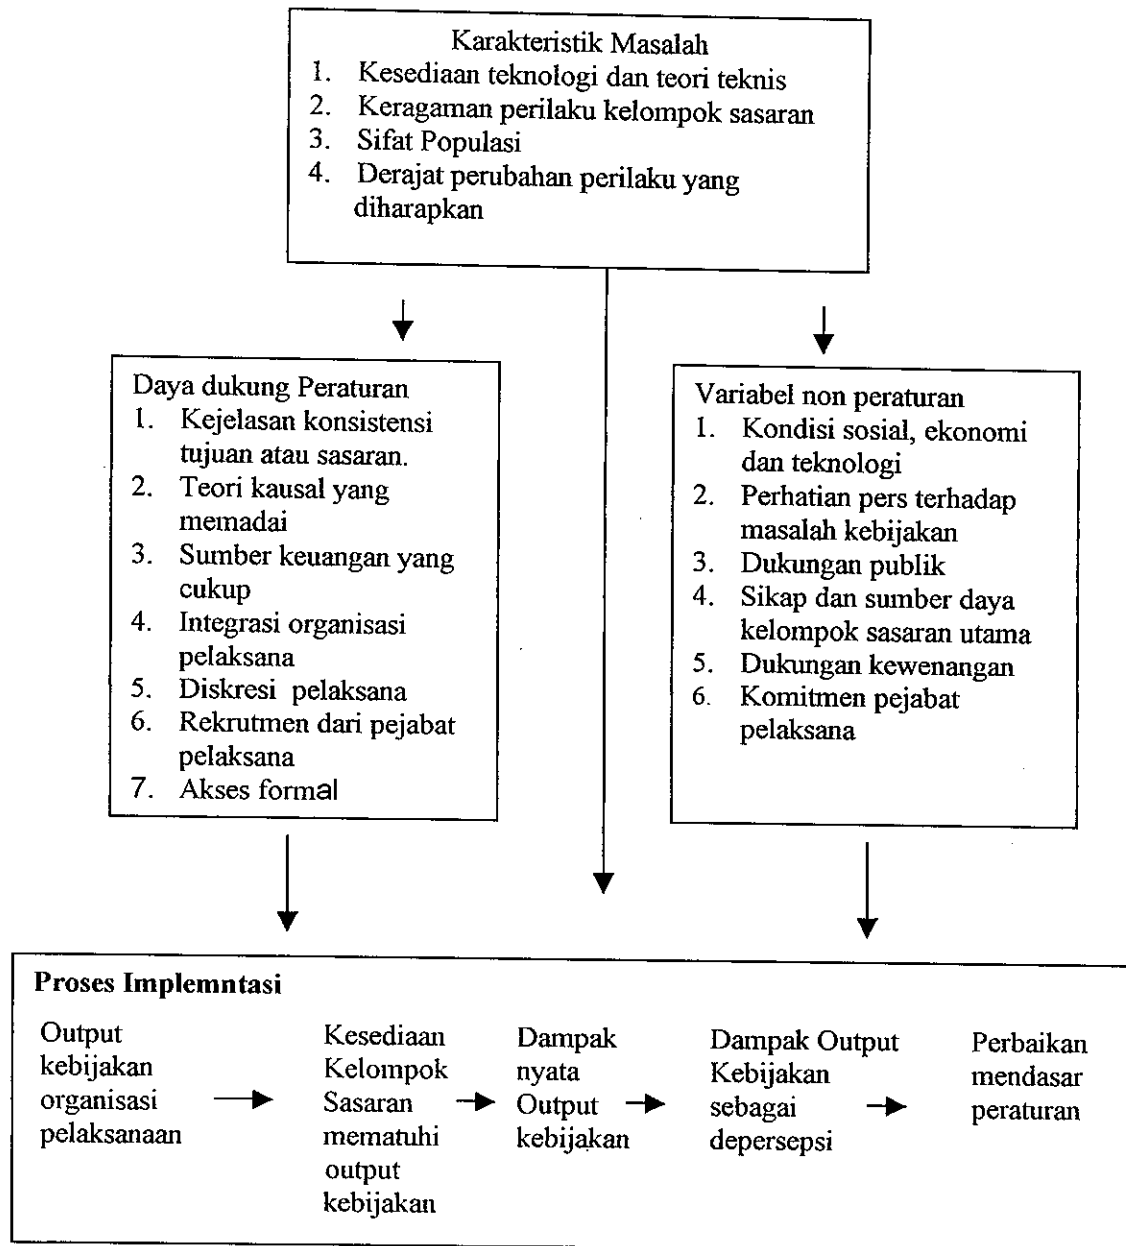 Karakteristik Masalah
1. Kesediaan teknologi dan teori teknis
2. Keragaman perilaku kelompok sasaran
3. Sifat Populasi
4. Derajat perubahan perilaku yang
diharapkan
Daya dukung Peraturan
1. Kejelasan konsistensi
tujuan atau sasaran.
2. Teori kausal yang
memadai
3. Sumber keuangan yang
cukup
4. Integrasi organisasi
pelaksana
5. Diskresi pelaksana
6. Rekrutmen dari pejabat
pelaksana
7. Akses formal
Variabel non peraturan
1. Kondisi sosial, ekonomi
dan teknologi
2. Perhatian pers terhadap
masalah kebijakan
3. Dukungan publik
4. Sikap dan sumber daya
kelompok sasaran utama
5. Dukungan kewenangan
6. Komitmen pejabat
pelaksana
Proses Implemntasi
Output
kebijakan
organisasi
pelaksanaan
Kesediaan
Kelompok
Sasaran
mematuhi
output
kebijakan
Dampak
nyata
Output
kebijakan
Dampak Output
Kebijakan
sebagai
depersepsi
Perbaikan
mendasar
peraturan